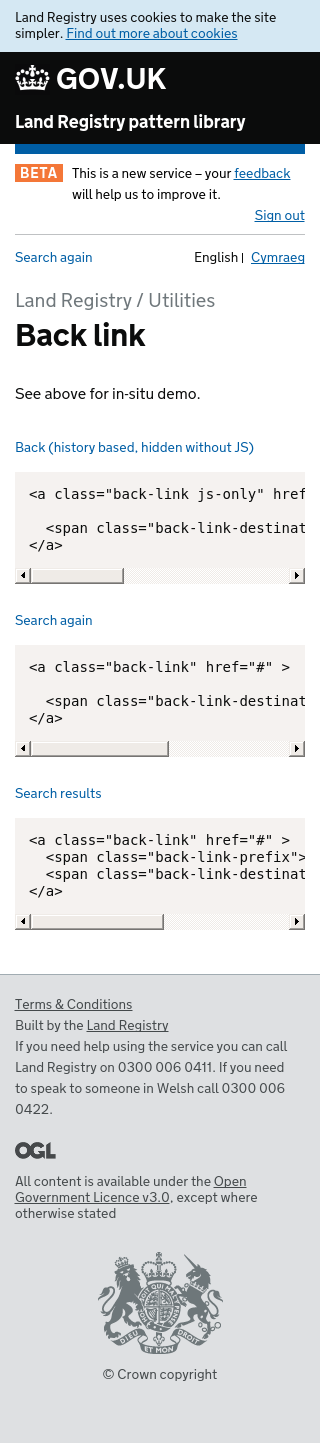 Land Registry uses cookies to make the site
simpler. Find out more about cookies
GOV.UK
Land Registry pattern library
BETA This is a new service – your feedback
will help us to improve it.
Sign out
Search again English | Cymraeg
Land Registry / Utilities
Back link
See above for in-situ demo.
Back (history based, hidden without JS)
<a class="back-link js-only" href
<span class="back-link-destinat
</a>
Search again
<a class="back-link" href="#" >
<span class="back-link-destinat
</a>
Search results
<a class="back-link" href="#" >
<span class="back-link-prefix">
<span class="back-link-destinat
</a>
Terms & Conditions
Built by the Land Registry
If you need help using the service you can call
Land Registry on 0300 006 0411. If you need
to speak to someone in Welsh call 0300 006
0422.
OGL
All content is available under the Open
Government Licence v3.0, except where
otherwise stated
DIEU ET MON DROIT
© Crown copyright